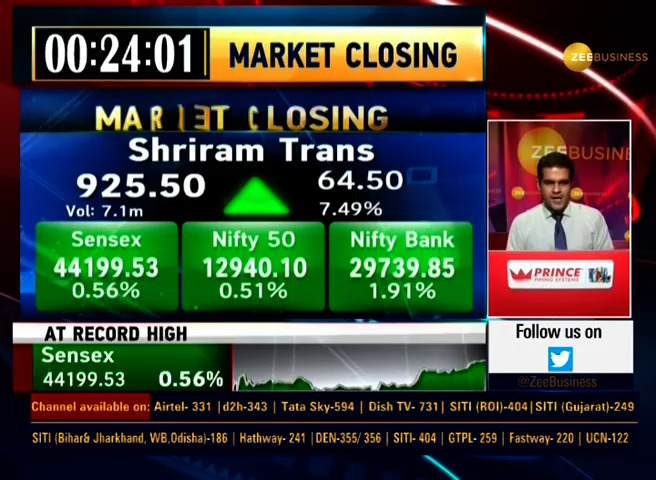 00:24:01 MARKET CLOSING
ZEEBUSINESS
MARKET CLOSING
Shriram Trans
925.50 64.50
Vol: 7.1m 7.49%
Sensex Nifty 50 Nifty Bank
44199.53 12940.10 29739.85
0.56% 0.51% 1.91%
ZEEBUSINE
PRINCE
PIPING SYSTEMS
AT RECORD HIGH
Sensex
44199.53 0.56%
Follow us on
@ZeeBusiness
Channel available on: Airtel- 331 | d2h-343 | Tata Sky-594 | Dish TV- 731| SITI (ROI)-404| SITI (Gujarat)-249
SITI (Bihar& Jharkhand, WB,Odisha)-186 | Hathway- 241 |DEN-355/ 356 | SITI- 404 | GTPL- 259 | Fastway- 220 | UCN-122